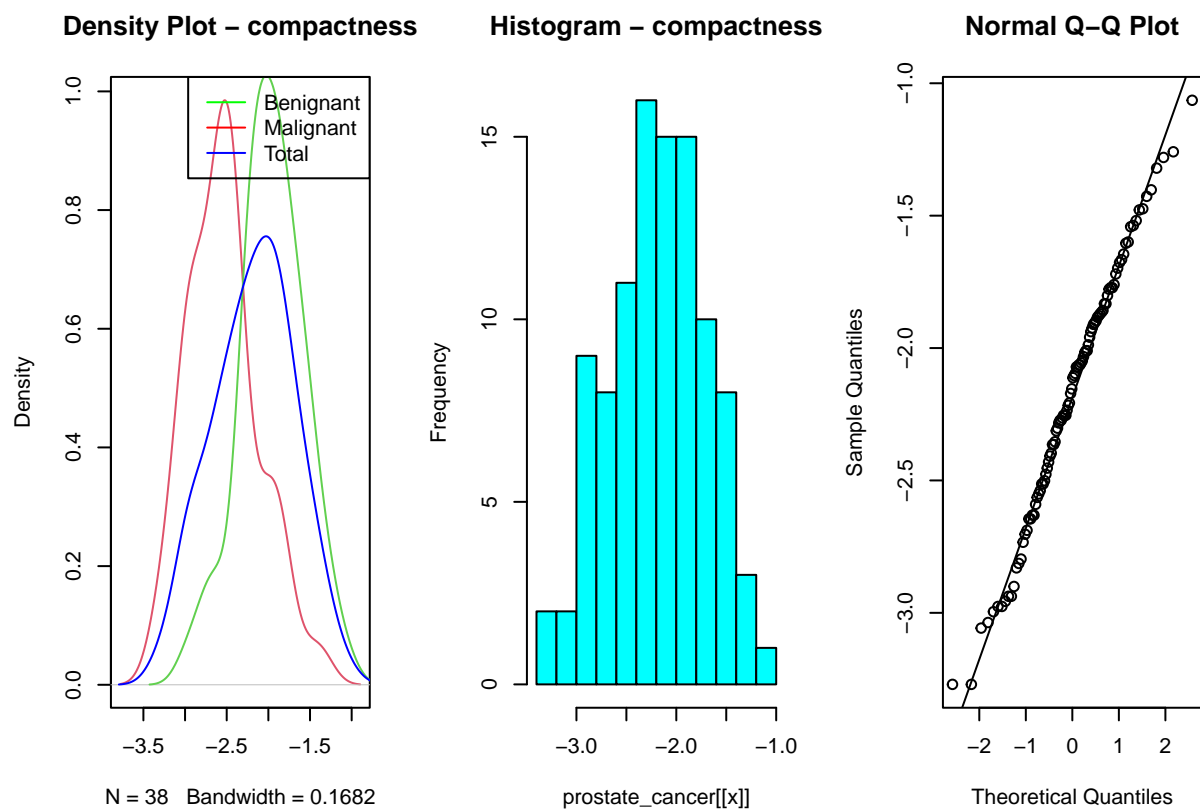 Density Plot – compactness
Density
0.0
0.2
0.4
0.6
0.8
1.0
Benignant
Malignant
Total
−3.5
−2.5
−1.5
N = 38 Bandwidth = 0.1682
Histogram – compactness
Frequency
0
5
10
15
−3.0
−2.0
−1.0
prostate_cancer[[x]]
Normal Q−Q Plot
Sample Quantiles
−3.0
−2.5
−2.0
−1.5
−1.0
−2
−1
0
1
2
Theoretical Quantiles